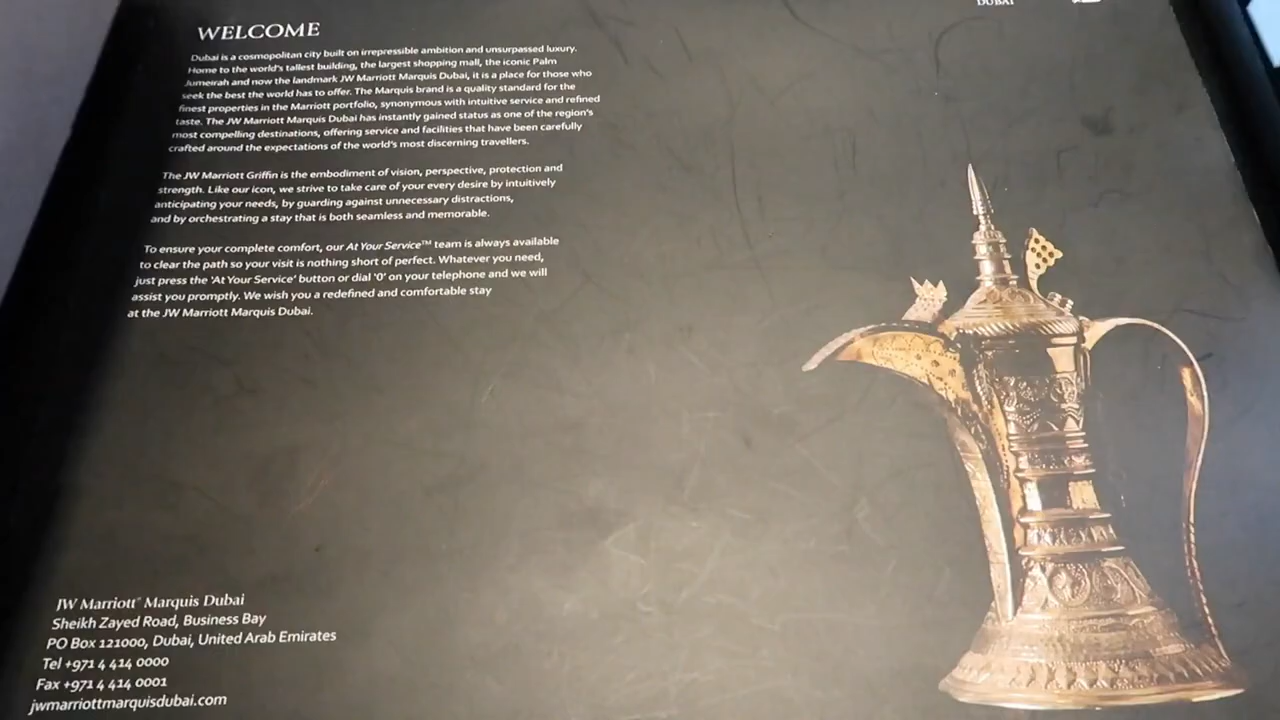 DUBAI
WELCOME
Dubai is a cosmopolitan city built on irrepressible ambition and unsurpassed luxury.
Home to the world's tallest building, the largest shopping mall, the iconic Palm
Jumeirah and now the landmark JW Marriott Marquis Dubai, it is a place for those who
seek the best the world has to offer. The Marquis brand is a quality standard for the
finest properties in the Marriott portfolio, synonymous with intuitive service and refined
taste. The JW Marriott Marquis Dubai has instantly gained status as one of the region's
most compelling destinations, offering service and facilities that have been carefully
crafted around the expectations of the world's most discerning travellers.
The JW Marriott Griffin is the embodiment of vision, perspective, protection and
strength. Like our icon, we strive to take care of your every desire by intuitively
anticipating your needs, by guarding against unnecessary distractions,
and by orchestrating a stay that is both seamless and memorable.
To ensure your complete comfort, our At Your Service™ team is always available
to clear the path so your visit is nothing short of perfect. Whatever you need,
just press the 'At Your Service' button or dial '0' on your telephone and we will
assist you promptly. We wish you a redefined and comfortable stay
at the JW Marriott Marquis Dubai.
JW Marriott® Marquis Dubai
Sheikh Zayed Road, Business Bay
PO Box 121000, Dubai, United Arab Emirates
Tel +971 4 414 0000
Fax +971 4 414 0001
jwmarriottmarquisdubai.com